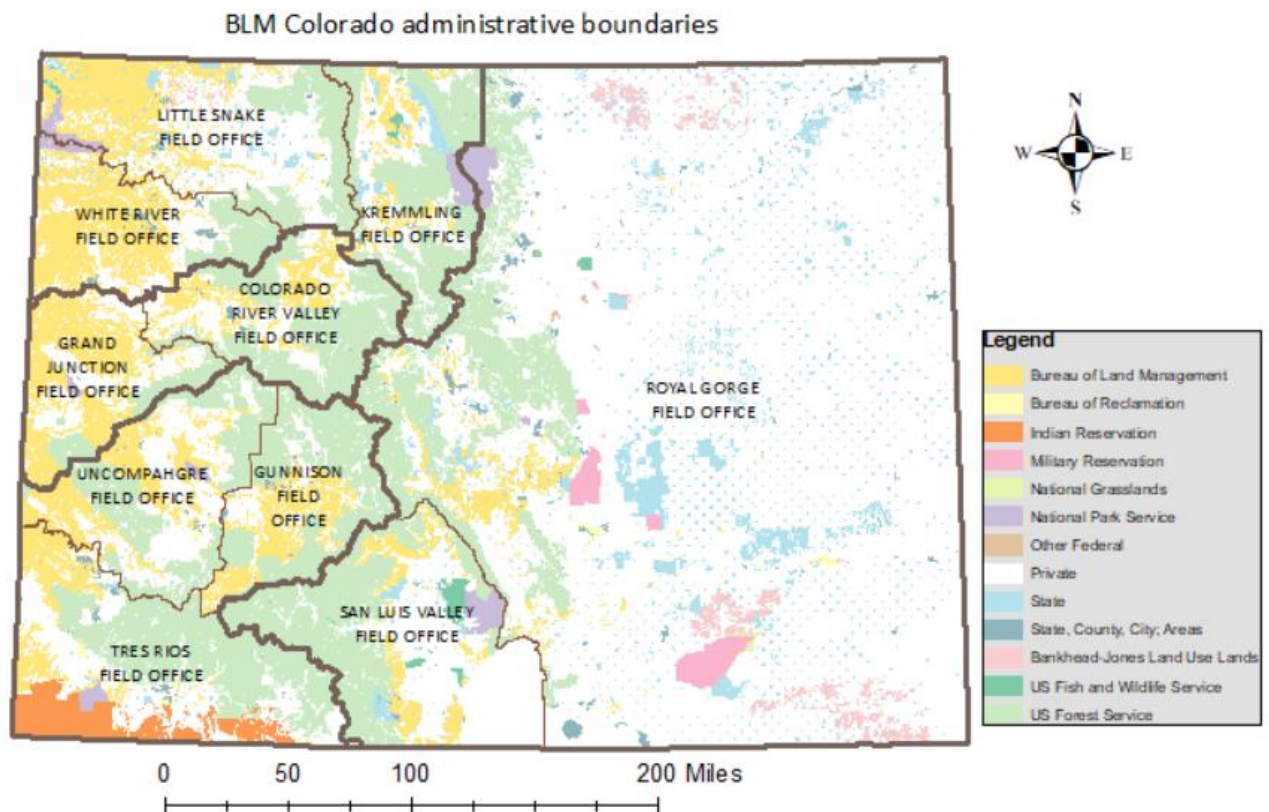 BLM Colorado administrative boundaries
LITTLE SNAKE
FIELD OFFICE
WHITE RIVER
FIELD OFFICE
KREMMLING
FIELD OFFICE
COLORADO
RIVER VALLEY
FIELD OFFICE
GRAND
JUNCTION
FIELD OFFICE
ROYAL GORGE
FIELD OFFICE
UNCOMPAHGRE
FIELD OFFICE
GUNNISON
FIELD
OFFICE
SAN LUIS VALLEY
FIELD OFFICE
TRES RIOS
FIELD OFFICE
N
W
E
S
Legend
Bureau of Land Management
Bureau of Reclamation
Indian Reservation
Military Reservation
National Grasslands
National Park Service
Other Federal
Private
State
State, County, City; Areas
Bankhead-Jones Land Use Lands
US Fish and Wildlife Service
US Forest Service
0 50 100 200 Miles